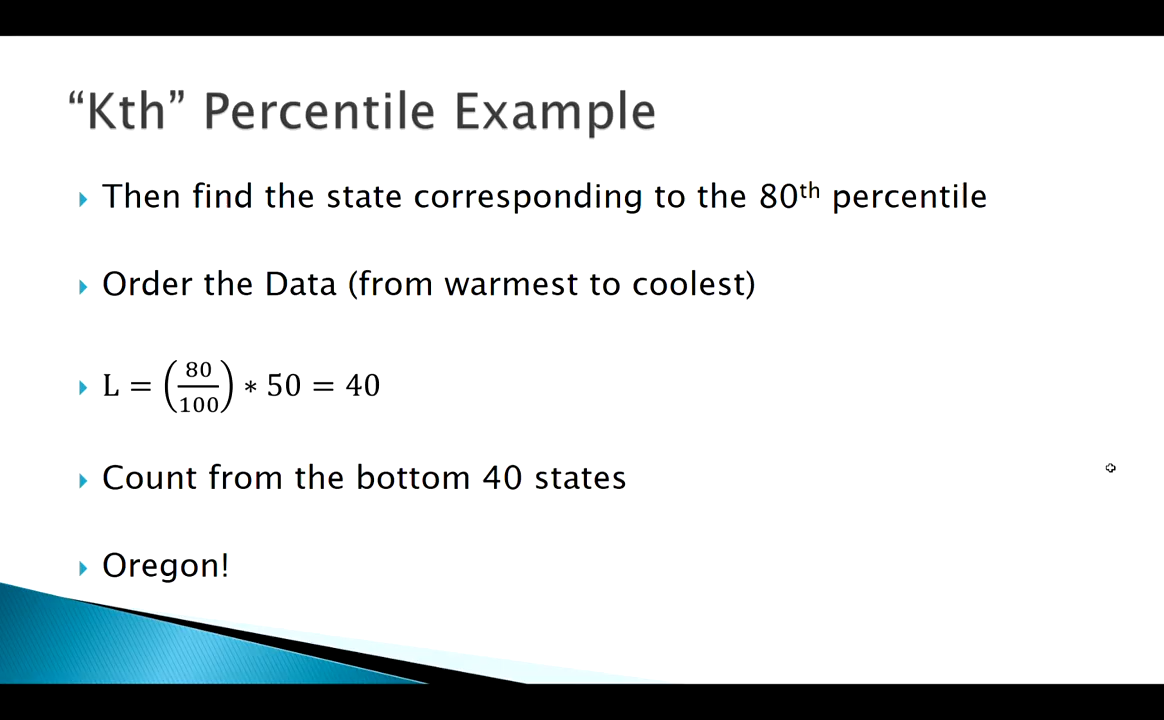 “Kth” Percentile Example
Then find the state corresponding to the 80th percentile
Order the Data (from warmest to coolest)
L = (80/100) * 50 = 40
Count from the bottom 40 states
Oregon!